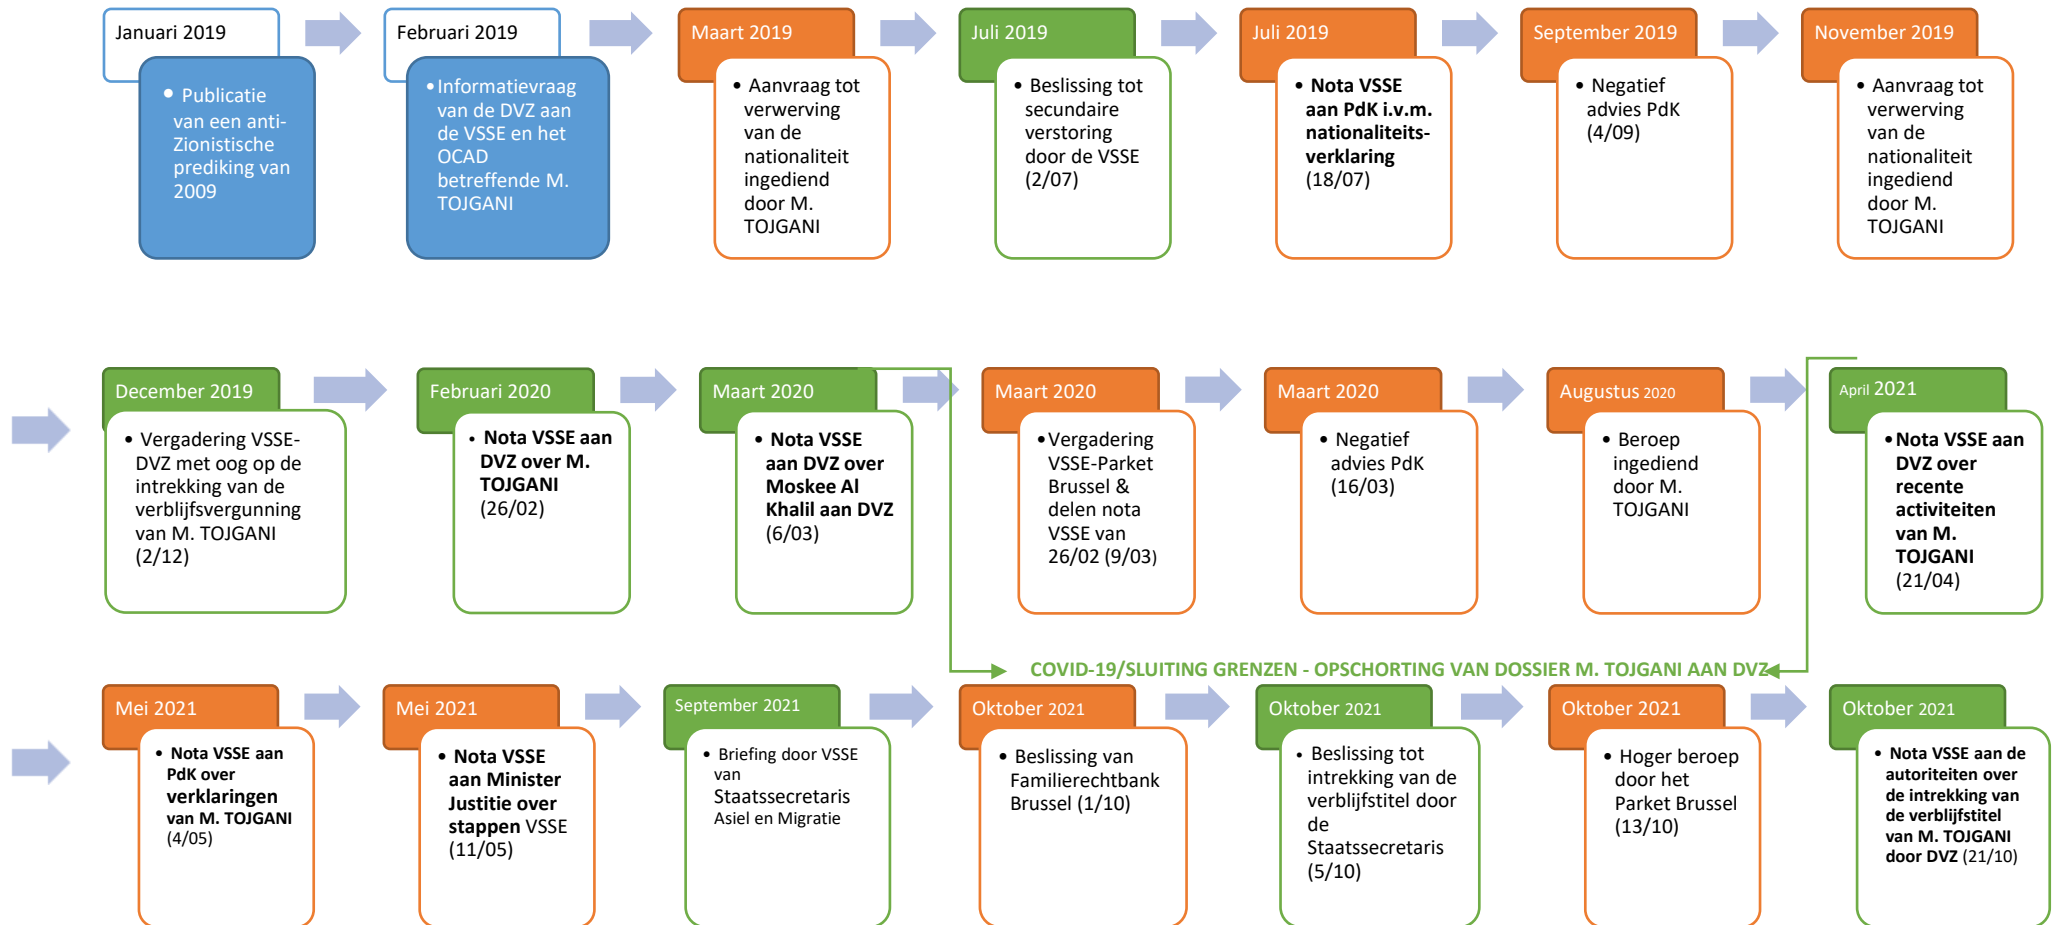 Januari 2019
• Publicatie
van een anti-
Zionistische
prediking van
2009
Februari 2019
• Informatievraag
van de DVZ aan
de VSSE en het
OCAD
betreffende M.
TOJGANI
Maart 2019
• Aanvraag tot
verwerving
van de
nationaliteit
ingediend
door M.
TOJGANI
Juli 2019
• Beslissing tot
secundaire
verstoring
door de VSSE
(2/07)
Juli 2019
• Nota VSSE
aan PdK i.v.m.
nationaliteits-
verklaring
(18/07)
September 2019
• Negatief
advies PdK
(4/09)
November 2019
• Aanvraag tot
verwerving
van de
nationaliteit
ingediend
door M.
TOJGANI
December 2019
• Vergadering VSSE-
DVZ met oog op de
intrekking van de
verblijfsvergunning
van M. TOJGANI
(2/12)
Februari 2020
• Nota VSSE aan
DVZ over M.
TOJGANI
(26/02)
Maart 2020
• Nota VSSE
aan DVZ over
Moskee Al
Khalil aan DVZ
(6/03)
Maart 2020
• Vergadering
VSSE-Parket
Brussel &
delen nota
VSSE van
26/02 (9/03)
Maart 2020
• Negatief
advies PdK
(16/03)
Augustus 2020
• Beroep
ingediend
door M.
TOJGANI
April 2021
• Nota VSSE aan
DVZ over
recente
activiteiten
van M.
TOJGANI
(21/04)
COVID-19/SLUITING GRENZEN - OPSCHORTING VAN DOSSIER M. TOJGANI AAN DVZ
Mei 2021
• Nota VSSE aan
PdK over
verklaringen
van M. TOJGANI
(4/05)
Mei 2021
• Nota VSSE
aan Minister
Justitie over
stappen VSSE
(11/05)
September 2021
• Briefing door VSSE
van
Staatssecretaris
Asiel en Migratie
Oktober 2021
• Beslissing van
Familierechtbank
Brussel (1/10)
Oktober 2021
• Beslissing tot
intrekking van de
verblijfstitel door
de
Staatssecretaris
(5/10)
Oktober 2021
• Hoger beroep
door het
Parket Brussel
(13/10)
Oktober 2021
• Nota VSSE aan de
autoriteiten over
de intrekking van
de verblijfstitel
van M. TOJGANI
door DVZ (21/10)